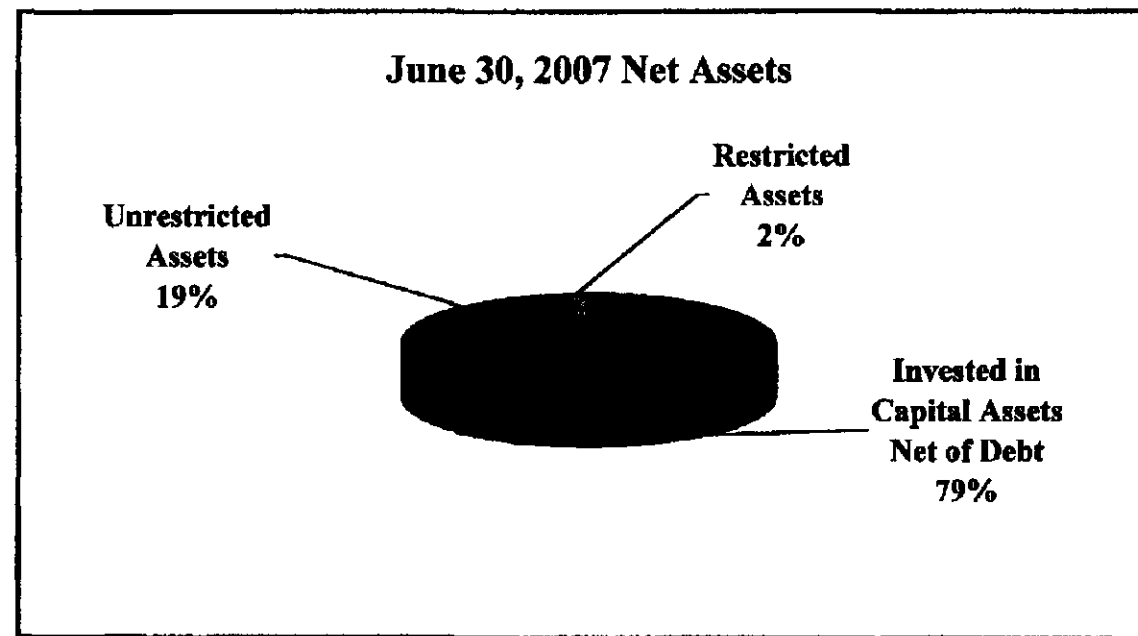 June 30, 2007 Net Assets
Restricted
Assets
2%
Unrestricted
Assets
19%
Invested in
Capital Assets
Net of Debt
79%